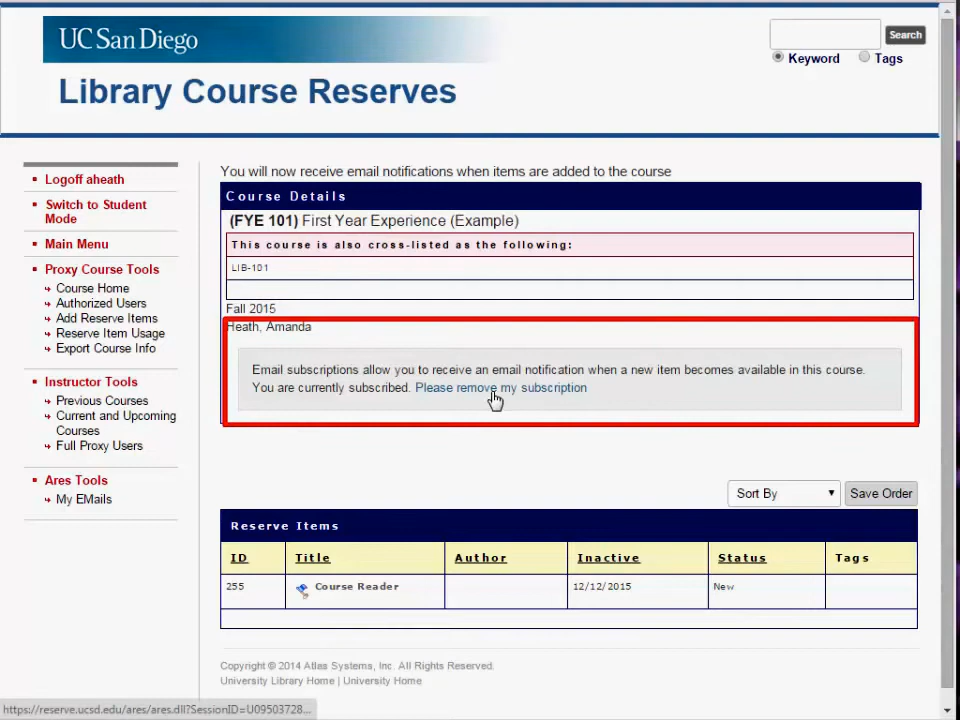 UC San Diego
Search
Keyword
Tags
Library Course Reserves
Logoff aheath
Switch to Student
Mode
Main Menu
Proxy Course Tools
Course Home
Authorized Users
Add Reserve Items
Reserve Item Usage
Export Course Info
Instructor Tools
Previous Courses
Current and Upcoming
Courses
Full Proxy Users
Ares Tools
My EMails
You will now receive email notifications when items are added to the course
Course Details
(FYE 101) First Year Experience (Example)
This course is also cross-listed as the following:
LIB-101
Fall 2015
Heath, Amanda
Email subscriptions allow you to receive an email notification when a new item becomes available in this course.
You are currently subscribed. Please remove my subscription
Sort By
Save Order
Reserve Items
ID Title Author Inactive Status Tags
255 Course Reader 12/12/2015 New
Copyright © 2014 Atlas Systems, Inc. All Rights Reserved.
University Library Home | University Home
https://reserve.ucsd.edu/ares/ares.dll?SessionID=U09503728...